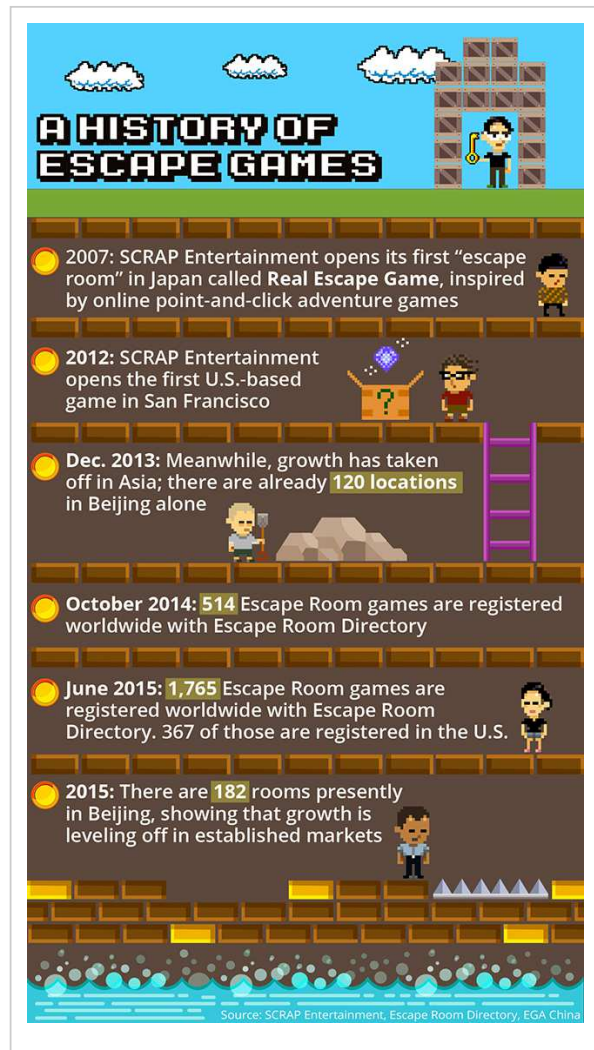 A HISTORY OF
ESCAPE GAMES
2007: SCRAP Entertainment opens its first “escape
room” in Japan called Real Escape Game, inspired
by online point-and-click adventure games
2012: SCRAP Entertainment
opens the first U.S.-based
game in San Francisco
?
Dec. 2013: Meanwhile, growth has taken
off in Asia; there are already 120 locations
in Beijing alone
October 2014: 514 Escape Room games are registered
worldwide with Escape Room Directory
June 2015: 1,765 Escape Room games are
registered worldwide with Escape Room
Directory. 367 of those are registered in the U.S.
2015: There are 182 rooms presently
in Beijing, showing that growth is
leveling off in established markets
Source: SCRAP Entertainment, Escape Room Directory, EGA China